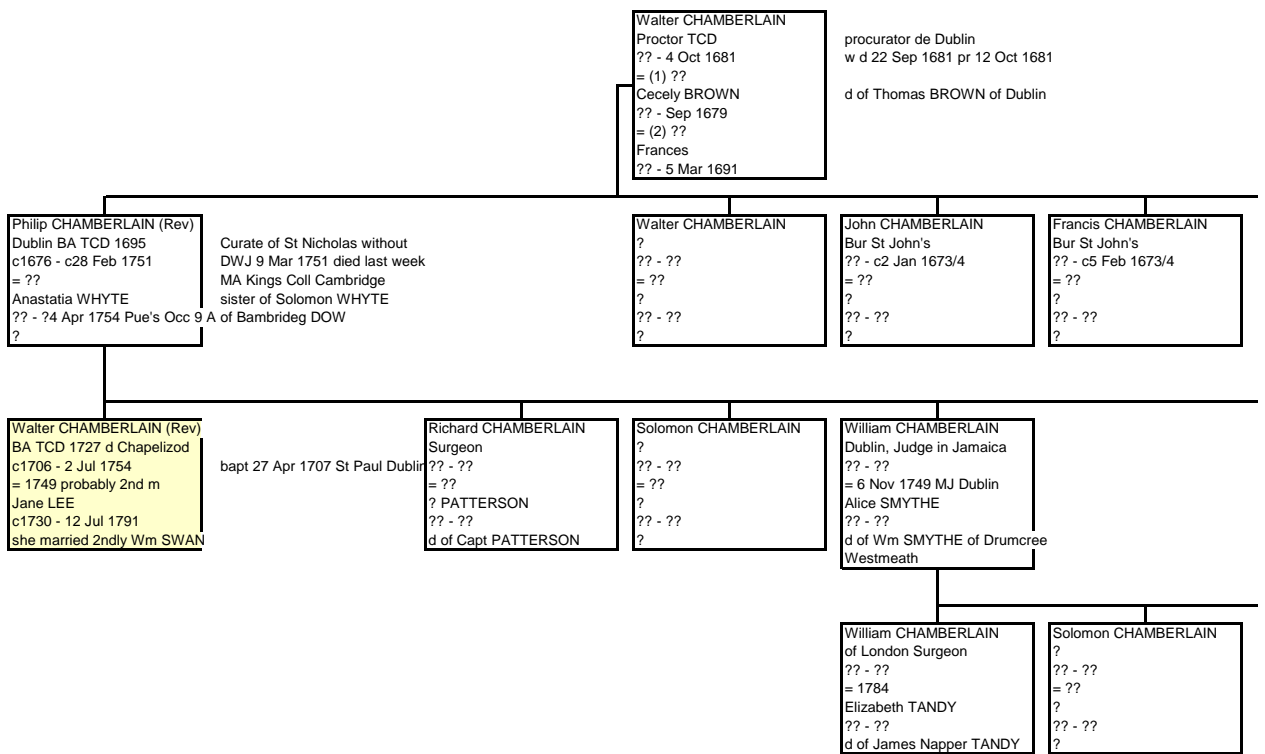 Walter CHAMBERLAIN
Proctor TCD
procurator de Dublin
?? - 4 Oct 1681
w d 22 Sep 1681 pr 12 Oct 1681
= (1) ??
Cecely BROWN
d of Thomas BROWN of Dublin
?? - Sep 1679
= (2) ??
Frances
?? - 5 Mar 1691
Philip CHAMBERLAIN (Rev)
Dublin BA TCD 1695
Curate of St Nicholas without
c1676 - c28 Feb 1751
DWJ 9 Mar 1751 died last week
= ??
MA Kings Coll Cambridge
Anastatia WHYTE
sister of Solomon WHYTE
?? - ?4 Apr 1754 Pue's Occ 9 A of Bambrideg DOW
?
Walter CHAMBERLAIN
?
?? - ??
= ??
?
?? - ??
?
John CHAMBERLAIN
Bur St John's
?? - c2 Jan 1673/4
= ??
?
?? - ??
?
Francis CHAMBERLAIN
Bur St John's
?? - c5 Feb 1673/4
= ??
?
?? - ??
?
Walter CHAMBERLAIN (Rev)
BA TCD 1727 d Chapelizod
c1706 - 2 Jul 1754
bapt 27 Apr 1707 St Paul Dublin
= 1749 probably 2nd m
Jane LEE
c1730 - 12 Jul 1791
she married 2ndly Wm SWAN
Richard CHAMBERLAIN
Surgeon
?? - ??
= ??
? PATTERSON
?? - ??
d of Capt PATTERSON
Solomon CHAMBERLAIN
?
?? - ??
= ??
?
?? - ??
?
William CHAMBERLAIN
Dublin, Judge in Jamaica
?? - ??
= 6 Nov 1749 MJ Dublin
Alice SMYTHE
?? - ??
d of Wm SMYTHE of Drumcree
Westmeath
William CHAMBERLAIN
of London Surgeon
?? - ??
= 1784
Elizabeth TANDY
?? - ??
d of James Napper TANDY
Solomon CHAMBERLAIN
?
?? - ??
= ??
?
?? - ??
?